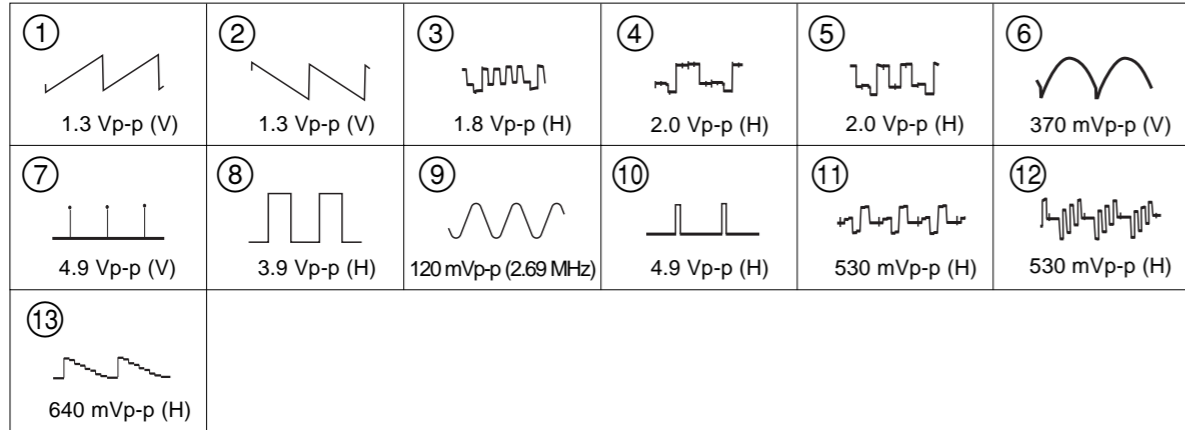 ① ② ③ ④ ⑤ ⑥
1.3 Vp-p (V) 1.3 Vp-p (V) 1.8 Vp-p (H) 2.0 Vp-p (H) 2.0 Vp-p (H) 370 mVp-p (V)
⑦ ⑧ ⑨ ⑩ ⑪ ⑫
4.9 Vp-p (V) 3.9 Vp-p (H) 120 mVp-p (2.69 MHz) 4.9 Vp-p (H) 530 mVp-p (H) 530 mVp-p (H)
⑬
640 mVp-p (H)